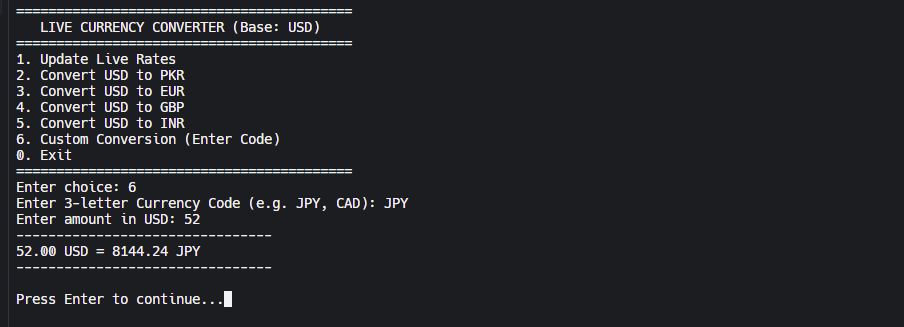 ==========================================
LIVE CURRENCY CONVERTER (Base: USD)
==========================================
1. Update Live Rates
2. Convert USD to PKR
3. Convert USD to EUR
4. Convert USD to GBP
5. Convert USD to INR
6. Custom Conversion (Enter Code)
0. Exit
==========================================
Enter choice: 6
Enter 3-letter Currency Code (e.g. JPY, CAD): JPY
Enter amount in USD: 52
--------------------------------
52.00 USD = 8144.24 JPY
--------------------------------
Press Enter to continue...